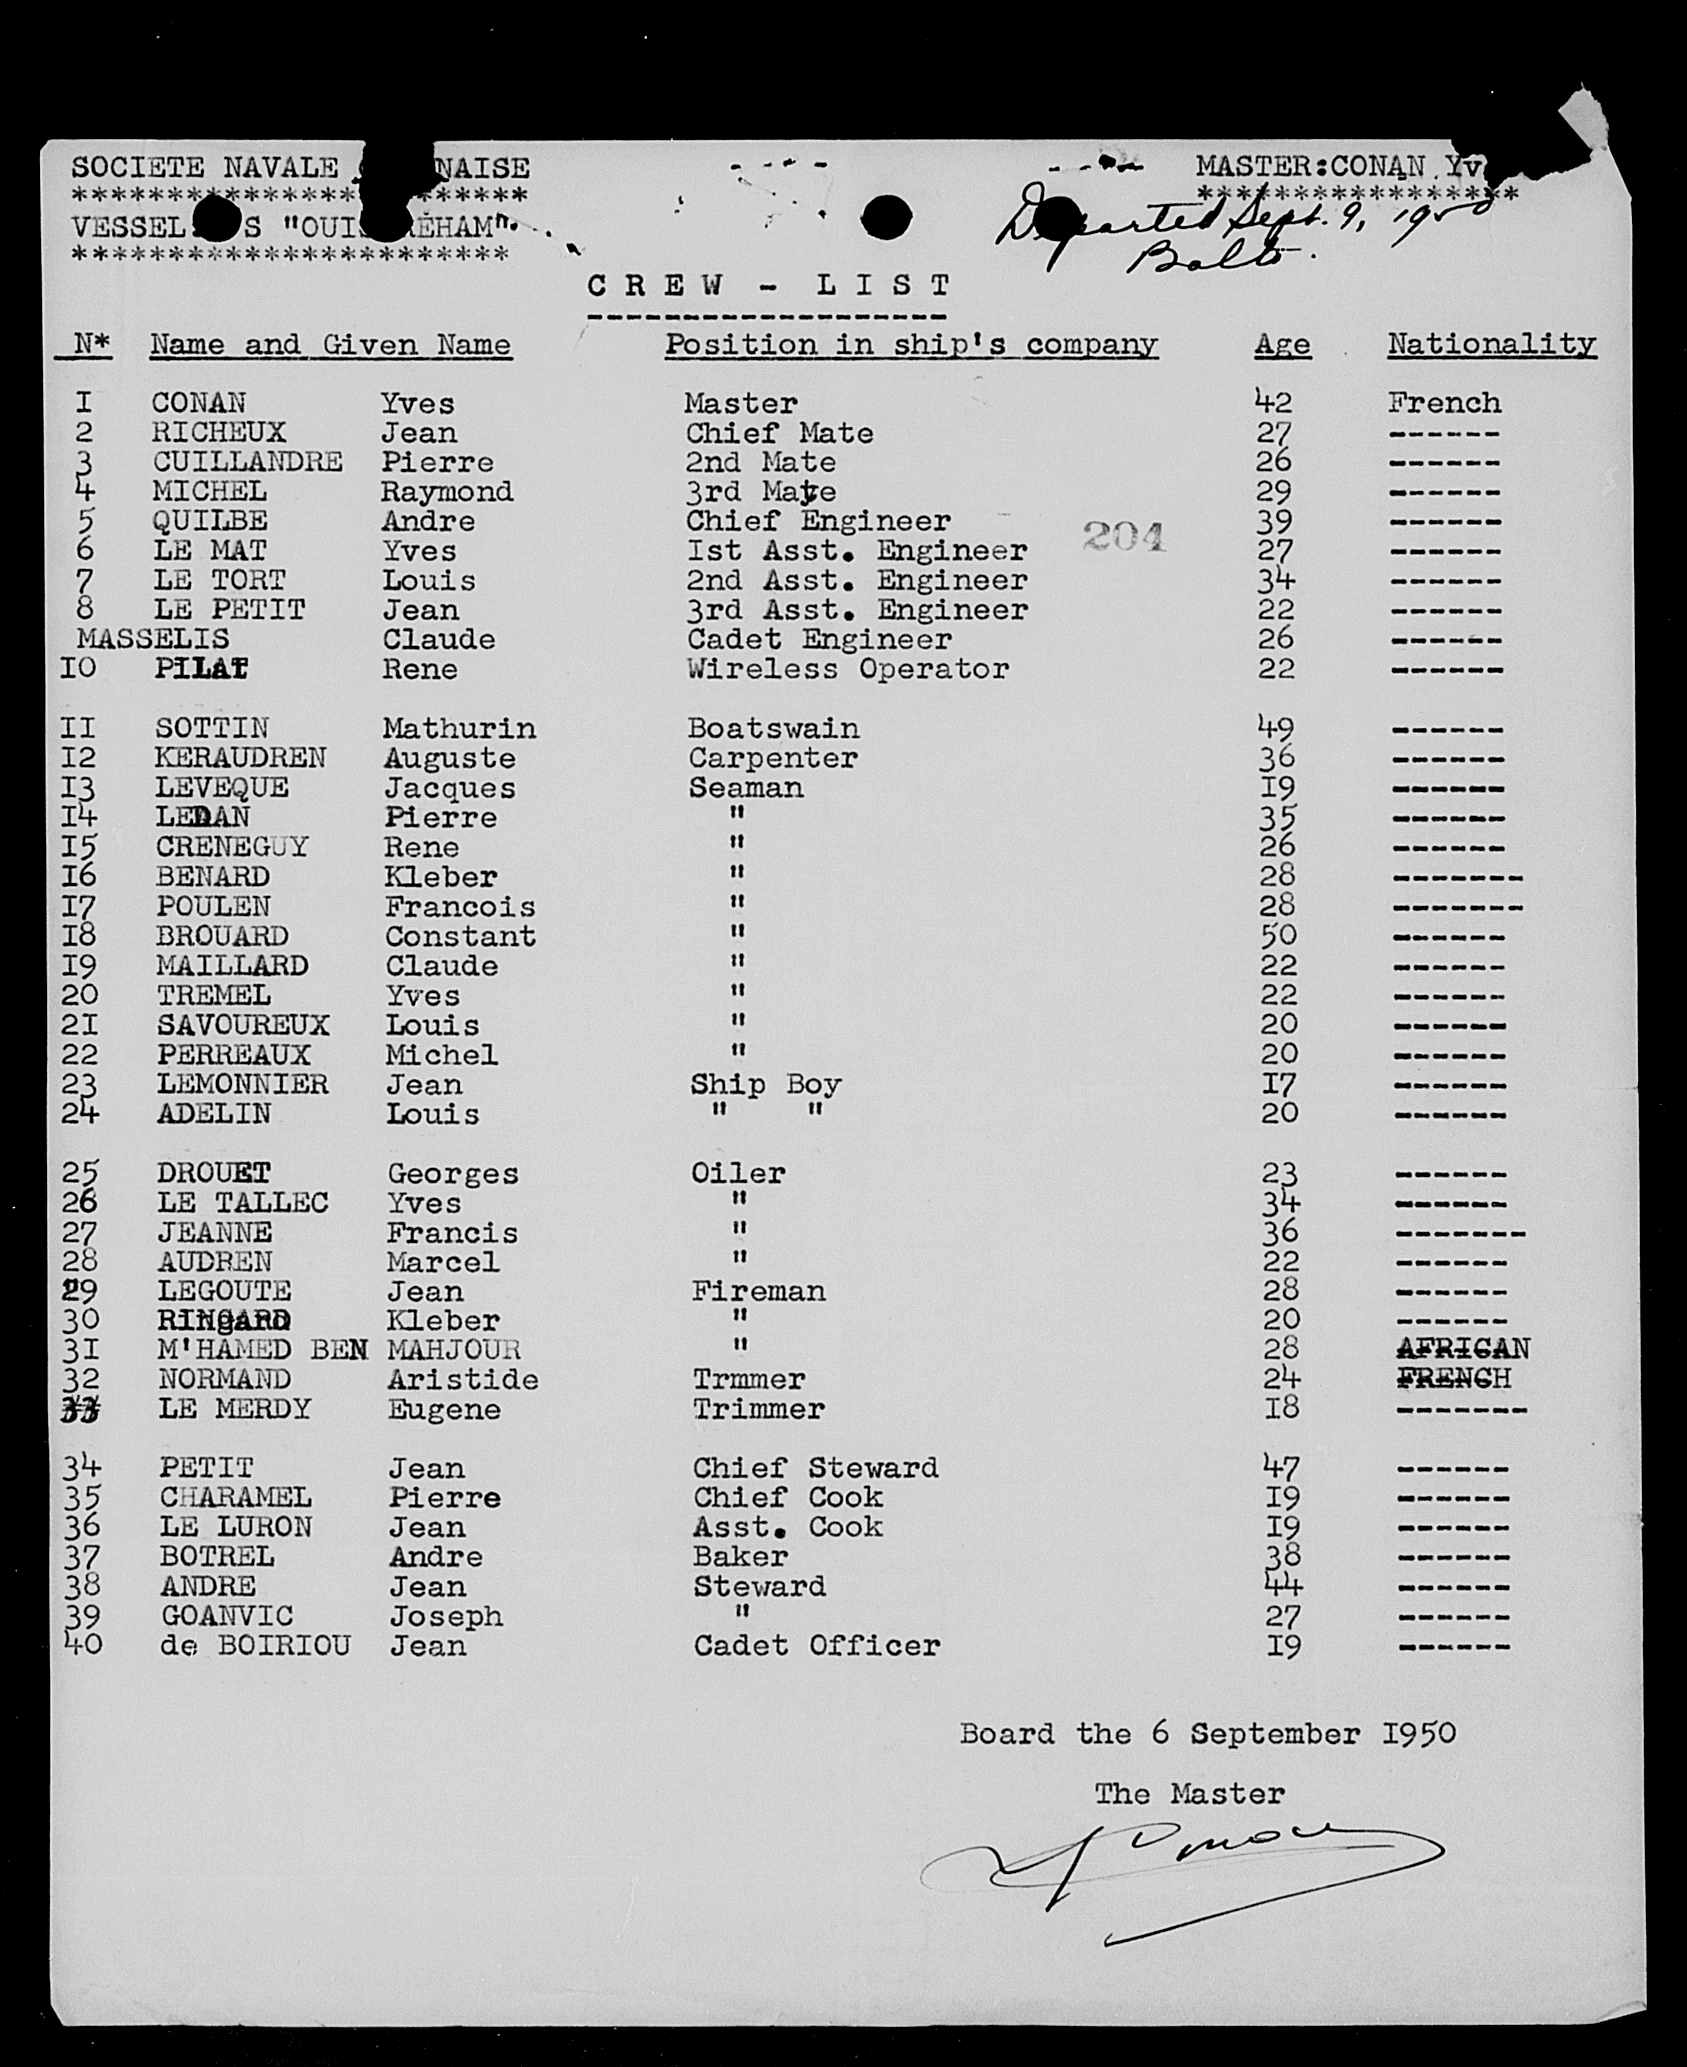 SOCIETE NAVALE NAISE
MASTER:CONAN Yv
************************
*****************
VESSEL S "OUIS REHAM".
Departed Sept. 9, 1950
***********************
Balto.
C R E W - L I S T
-------------------
N* Name and Given Name Position in ship's company Age Nationality
I CONAN Yves Master 42 French
2 RICHEUX Jean Chief Mate 27 ------
3 CUILLANDRE Pierre 2nd Mate 26 ------
4 MICHEL Raymond 3rd Mate 29 ------
5 QUILBE Andre Chief Engineer 39 ------
204
6 LE MAT Yves Ist Asst. Engineer 27 ------
7 LE TORT Louis 2nd Asst. Engineer 34 ------
8 LE PETIT Jean 3rd Asst. Engineer 22 ------
MASSELIS Claude Cadet Engineer 26 ------
IO PILAT Rene Wireless Operator 22 ------
II SOTTIN Mathurin Boatswain 49 ------
I2 KERAUDREN Auguste Carpenter 36 ------
I3 LEVEQUE Jacques Seaman I9 ------
I4 LEDAN Pierre " 35 ------
I5 CRENEGUY Rene " 26 ------
I6 BENARD Kleber " 28 -------
I7 POULEN Francois " 28 -------
I8 BROUARD Constant " 50 ------
I9 MAILLARD Claude " 22 ------
20 TREMEL Yves " 22 ------
2I SAVOUREUX Louis " 20 ------
22 PERREAUX Michel " 20 ------
23 LEMONNIER Jean Ship Boy I7 ------
24 ADELIN Louis " " 20 ------
25 DROUET Georges Oiler 23 ------
26 LE TALLEC Yves " 34 ------
27 JEANNE Francis " 36 -------
28 AUDREN Marcel " 22 ------
29 LEGOUTE Jean Fireman 28 ------
30 RINGARD Kleber " 20 ------
3I M'HAMED BEN MAHJOUR " 28 AFRICAN
32 NORMAND Aristide Trmmer 24 FRENCH
33 LE MERDY Eugene Trimmer I8 -------
34 PETIT Jean Chief Steward 47 ------
35 CHARAMEL Pierre Chief Cook I9 ------
36 LE LURON Jean Asst. Cook I9 ------
37 BOTREL Andre Baker 38 ------
38 ANDRE Jean Steward 44 ------
39 GOANVIC Joseph " 27 ------
40 de BOIRIOU Jean Cadet Officer I9 ------
Board the 6 September I950
The Master